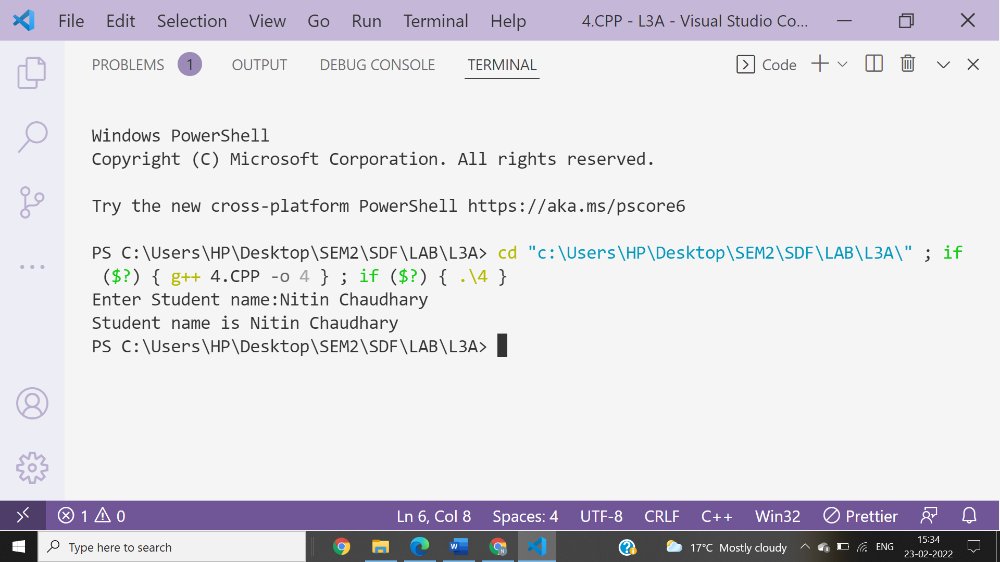 File Edit Selection View Go Run Terminal Help 4.CPP - L3A - Visual Studio Co...
PROBLEMS 1 OUTPUT DEBUG CONSOLE TERMINAL Code
Windows PowerShell
Copyright (C) Microsoft Corporation. All rights reserved.
Try the new cross-platform PowerShell https://aka.ms/pscore6
PS C:\Users\HP\Desktop\SEM2\SDF\LAB\L3A> cd "c:\Users\HP\Desktop\SEM2\SDF\LAB\L3A\" ; if
($?) { g++ 4.CPP -o 4 } ; if ($?) { .\4 }
Enter Student name:Nitin Chaudhary
Student name is Nitin Chaudhary
PS C:\Users\HP\Desktop\SEM2\SDF\LAB\L3A>
1 0 Ln 6, Col 8 Spaces: 4 UTF-8 CRLF C++ Win32 Prettier
Type here to search W N 17°C Mostly cloudy ENG 15:34
23-02-2022